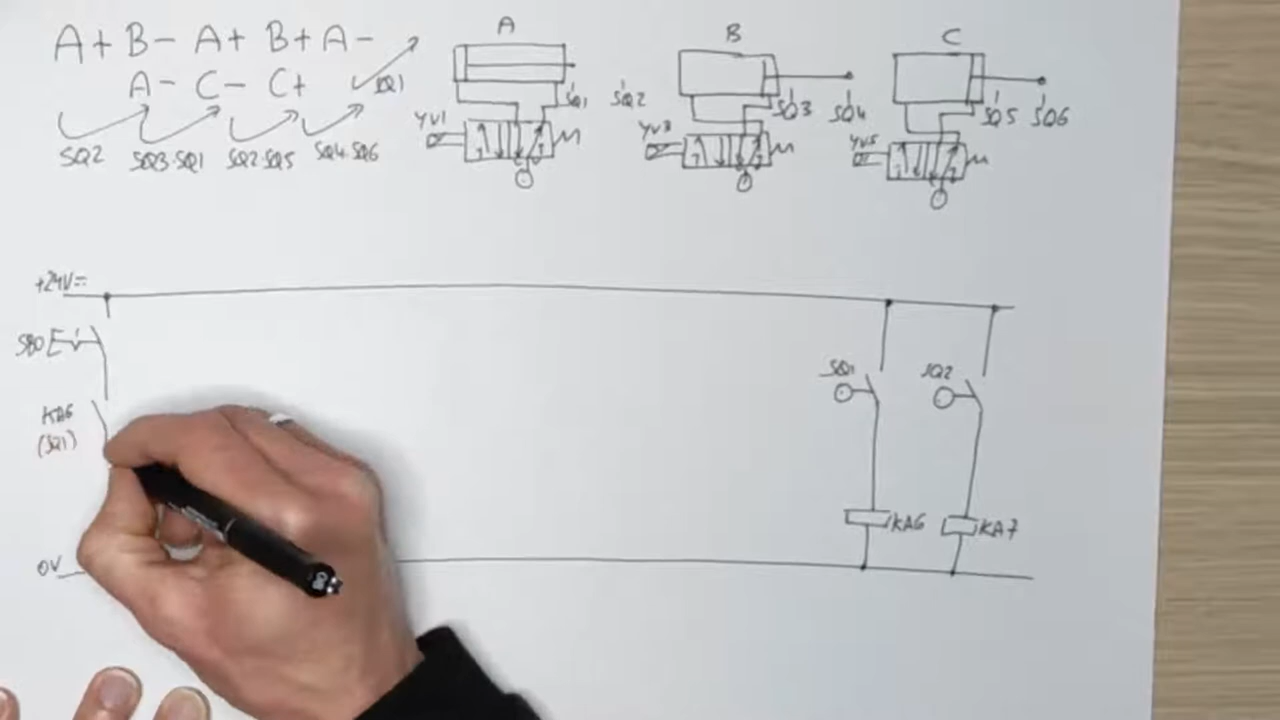 A+ B- A+ B+ A-
A- C- C+ SQ1
SQ2 SQ3·SQ1 SQ2·SQ5 SQ4·SQ6
A B C
SQ1 SQ2 SQ3 SQ4 SQ5 SQ6
YV1 YV3 YV5
+24V=
SB0
SQ1 SQ2
KA6
(SQ1)
KA6 KA7
0V